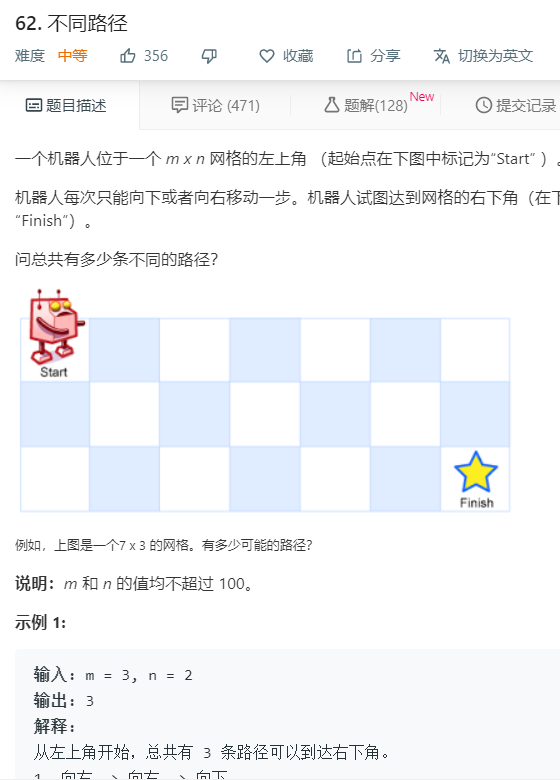 62. 不同路径
难度 中等 356 收藏 分享 切换为英文
题目描述 评论 (471) 题解(128) New 提交记录
一个机器人位于一个 m x n 网格的左上角 （起始点在下图中标记为“Start” ）。
机器人每次只能向下或者向右移动一步。机器人试图达到网格的右下角（在下
“Finish”）。
问总共有多少条不同的路径？
Start
Finish
例如，上图是一个7 x 3 的网格。有多少可能的路径？
说明：m 和 n 的值均不超过 100。
示例 1:
输入: m = 3, n = 2
输出: 3
解释:
从左上角开始，总共有 3 条路径可以到达右下角。
1. 向右 -> 向右 -> 向下